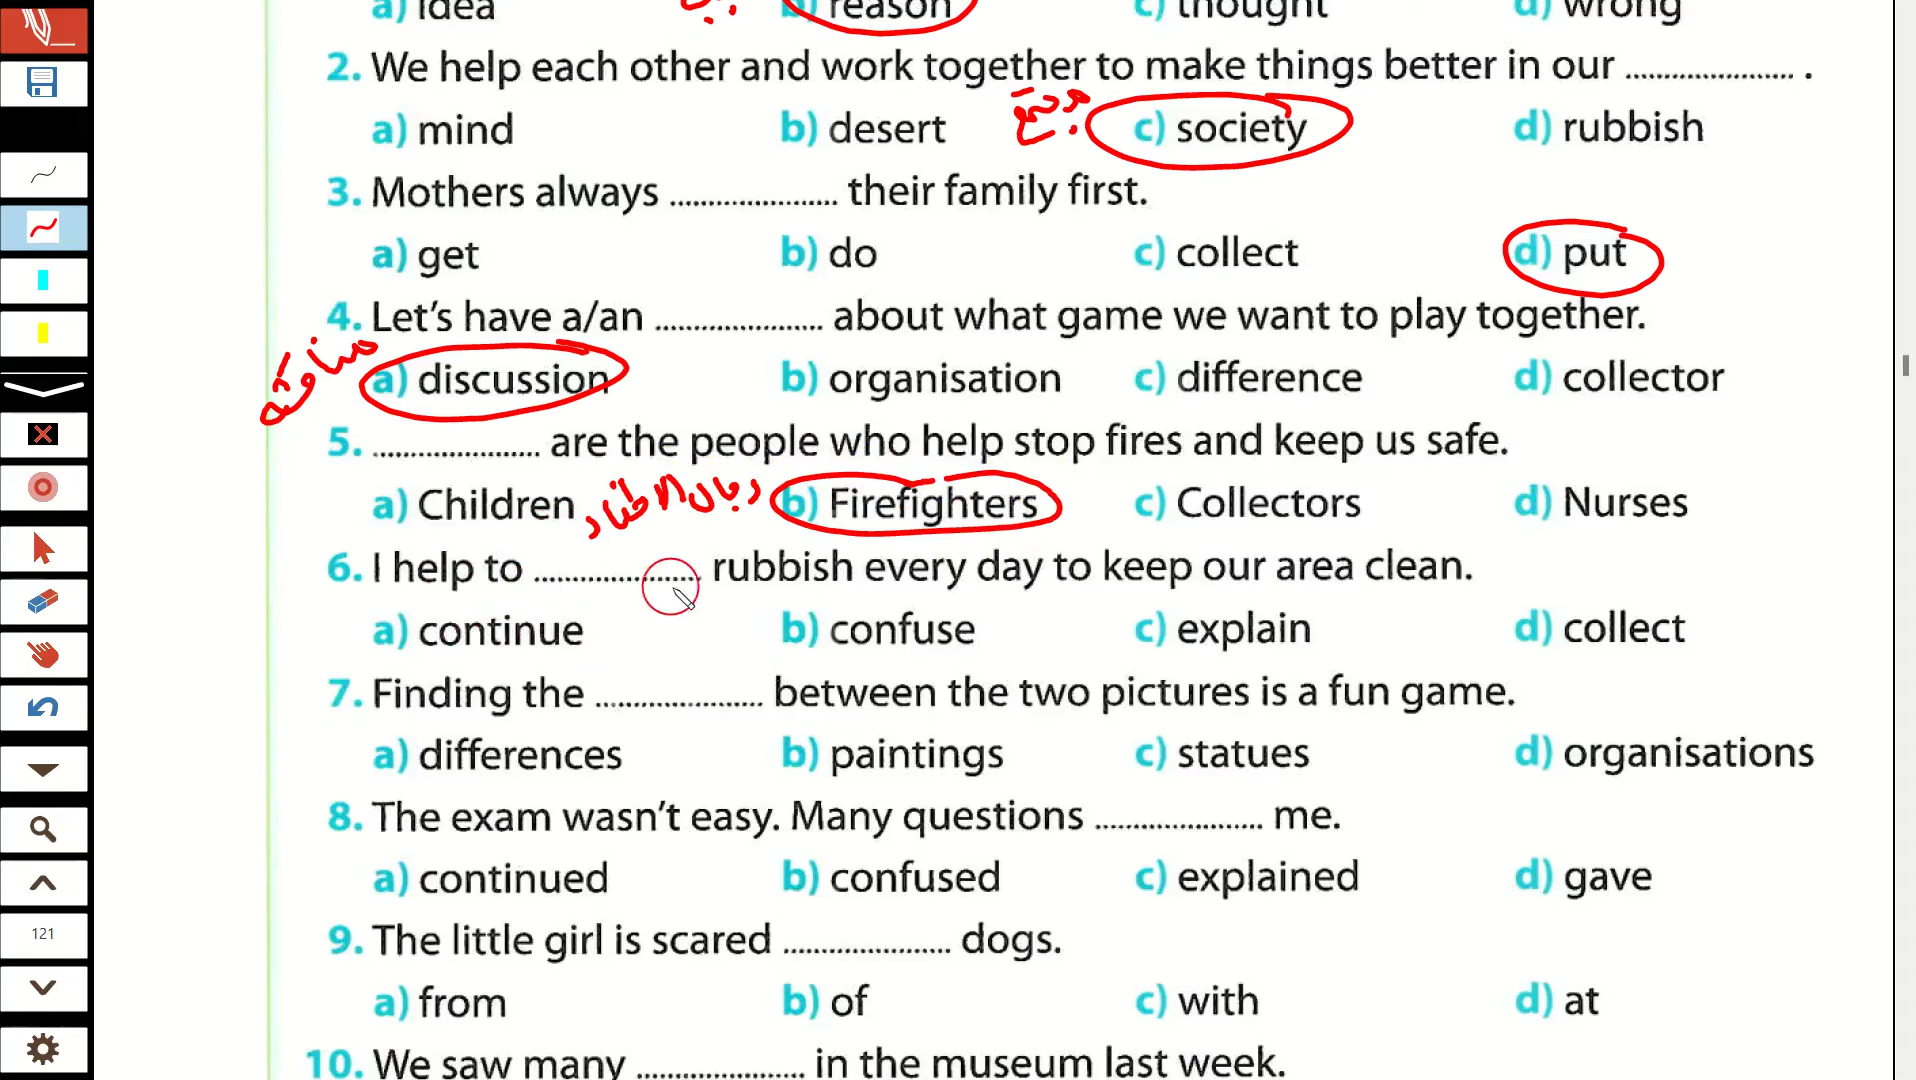 a) idea b) reason c) thought d) wrong
2. We help each other and work together to make things better in our ...................... .
مجتمع
a) mind b) desert c) society d) rubbish
3. Mothers always ...................... their family first.
a) get b) do c) collect d) put
4. Let's have a/an ...................... about what game we want to play together.
مناقشة
a) discussion b) organisation c) difference d) collector
5. ...................... are the people who help stop fires and keep us safe.
a) Children رجال الاطفاء b) Firefighters c) Collectors d) Nurses
6. I help to ...................... rubbish every day to keep our area clean.
a) continue b) confuse c) explain d) collect
7. Finding the ...................... between the two pictures is a fun game.
a) differences b) paintings c) statues d) organisations
8. The exam wasn't easy. Many questions ...................... me.
a) continued b) confused c) explained d) gave
9. The little girl is scared ...................... dogs.
a) from b) of c) with d) at
10. We saw many ...................... in the museum last week.
121